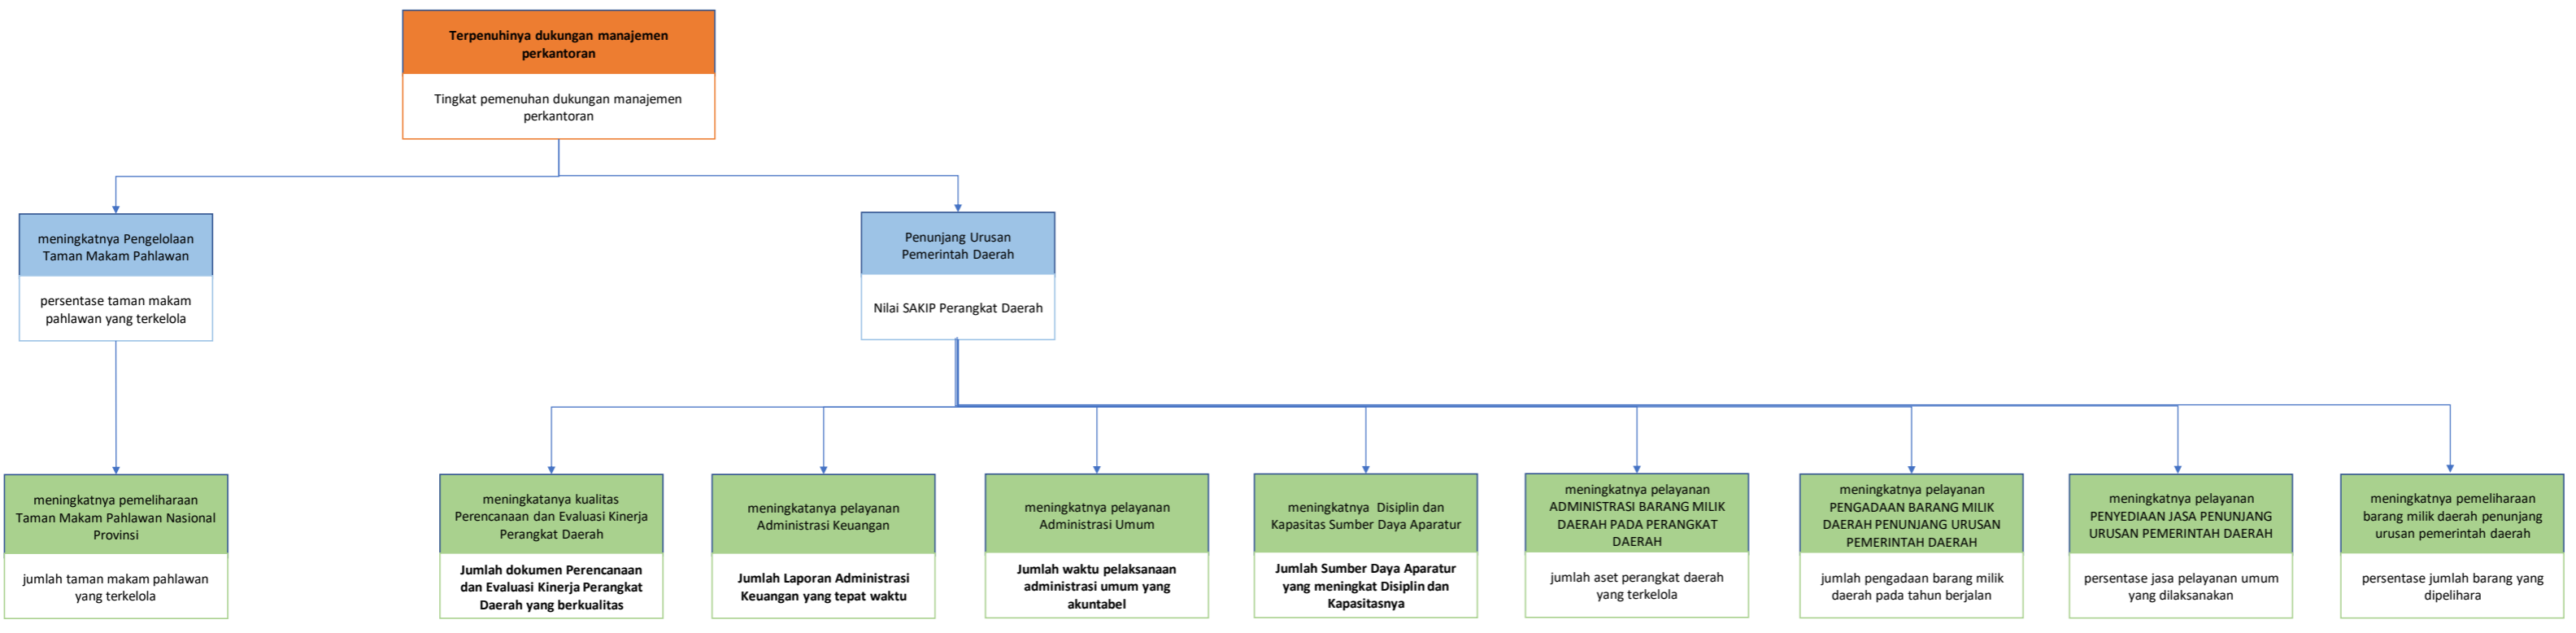 Terpenuhinya dukungan manajemen
perkantoran
Tingkat pemenuhan dukungan manajemen
perkantoran
meningkatnya Pengelolaan
Taman Makam Pahlawan
persentase taman makam
pahlawan yang terkelola
Penunjang Urusan
Pemerintah Daerah
Nilai SAKIP Perangkat Daerah
meningkatnya pemeliharaan
Taman Makam Pahlawan Nasional
Provinsi
jumlah taman makam pahlawan
yang terkelola
meningkatanya kualitas
Perencanaan dan Evaluasi Kinerja
Perangkat Daerah
Jumlah dokumen Perencanaan
dan Evaluasi Kinerja Perangkat
Daerah yang berkualitas
meningkatanya pelayanan
Administrasi Keuangan
Jumlah Laporan Administrasi
Keuangan yang tepat waktu
meningkatnya pelayanan
Administrasi Umum
Jumlah waktu pelaksanaan
administrasi umum yang
akuntabel
meningkatnya  Disiplin dan
Kapasitas Sumber Daya Aparatur
Jumlah Sumber Daya Aparatur
yang meningkat Disiplin dan
Kapasitasnya
meningkatnya pelayanan
ADMINISTRASI BARANG MILIK
DAERAH PADA PERANGKAT
DAERAH
jumlah aset perangkat daerah
yang terkelola
meningkatnya pelayanan
PENGADAAN BARANG MILIK
DAERAH PENUNJANG URUSAN
PEMERINTAH DAERAH
jumlah pengadaan barang milik
daerah pada tahun berjalan
meningkatnya pelayanan
PENYEDIAAN JASA PENUNJANG
URUSAN PEMERINTAH DAERAH
persentase jasa pelayanan umum
yang dilaksanakan
meningkatnya pemeliharaan
barang milik daerah penunjang
urusan pemerintah daerah
persentase jumlah barang yang
dipelihara